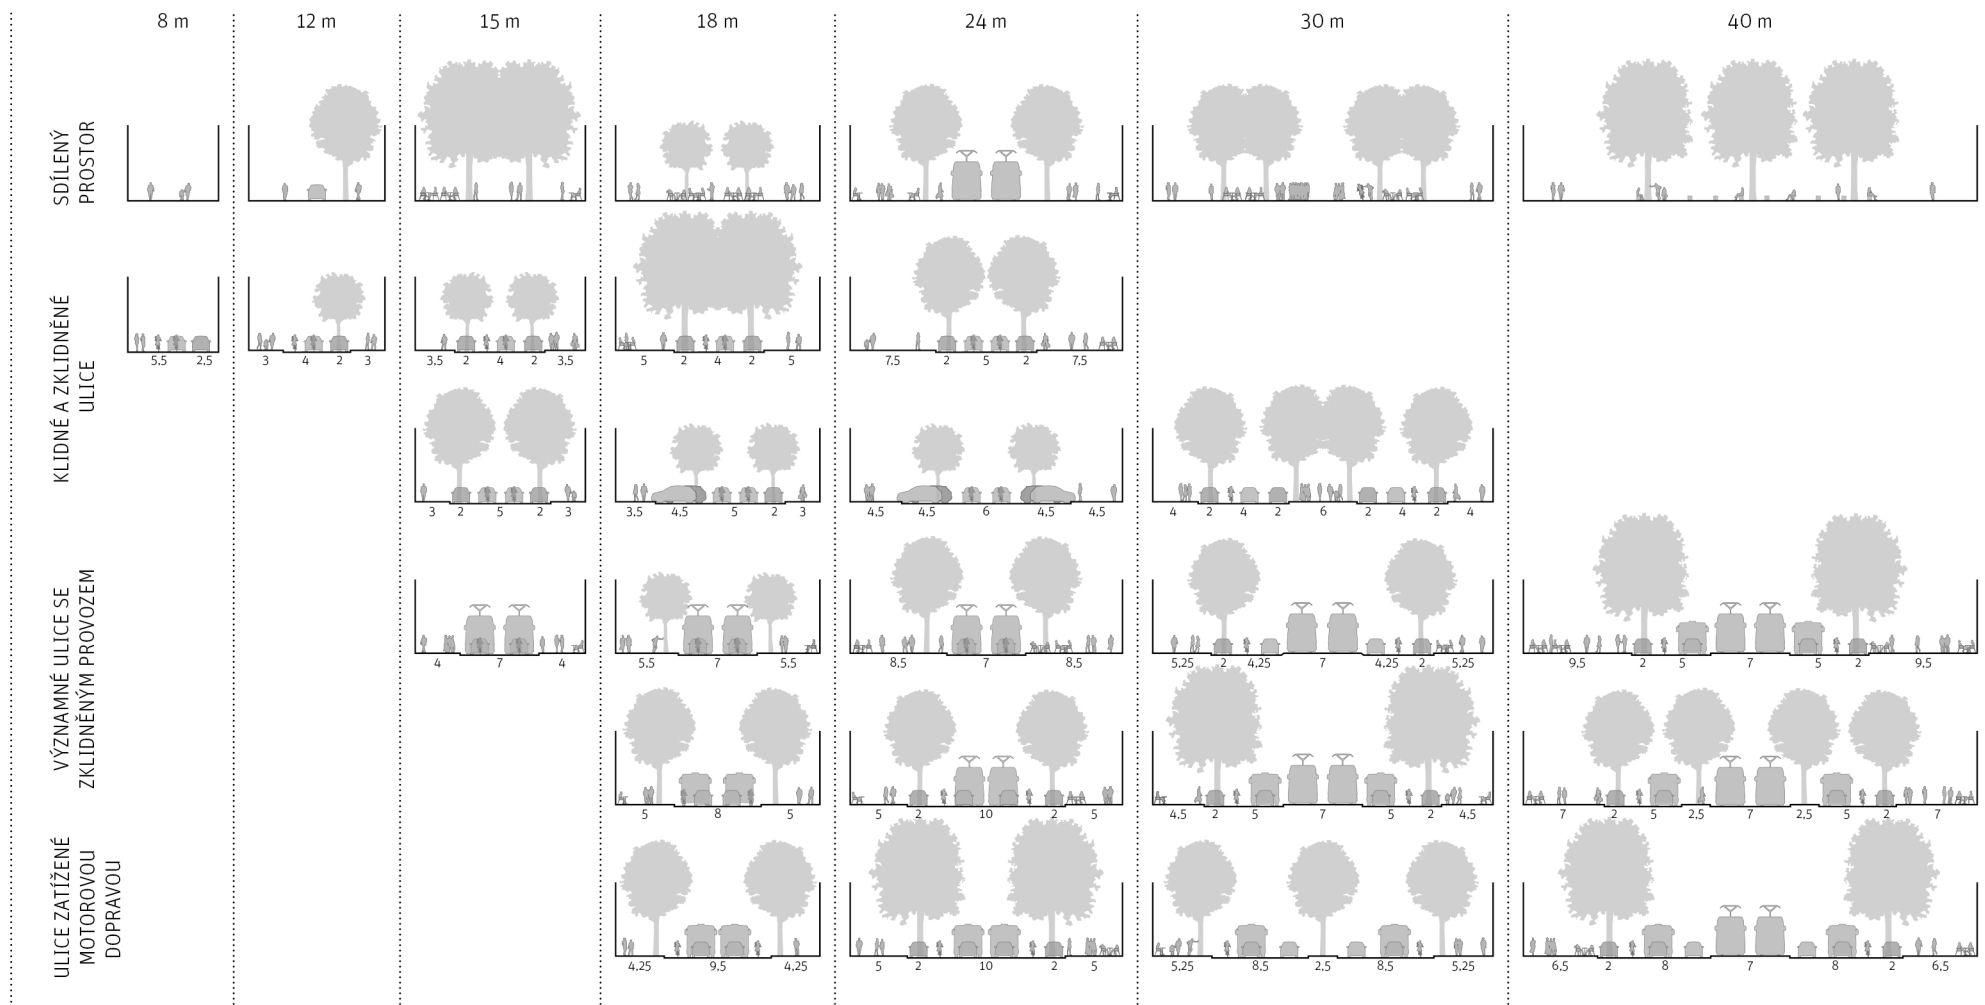 8 m 12 m 15 m 18 m 24 m 30 m 40 m
SDÍLENÝ
PROSTOR
KLIDNÉ A ZKLIDNĚNÉ
ULICE
5.5 2,5 3 4 2 3 3.5 2 4 2 3.5 5 2 4 2 5 7,5 2 5 2 7,5
3 2 5 2 3 3.5 4.5 5 2 3 4.5 4.5 6 4.5 4.5 4 2 4 2 6 2 4 2 4
VÝZNAMNÉ ULICE SE
ZKLIDNĚNÝM PROVOZEM
4 7 4 5.5 7 5.5 8.5 7 8.5 5.25 2 4.25 7 4.25 2 5.25 9.5 2 5 7 5 2 9.5
5 8 5 5 2 10 2 5 4.5 2 5 7 5 2 4.5 7 2 5 2,5 7 2,5 5 2 7
ULICE ZATÍŽENÉ
MOTOROVOU
DOPRAVOU
4.25 9.5 4.25 5 2 10 2 5 5.25 8.5 2,5 8.5 5.25 6,5 2 8 7 8 2 6,5